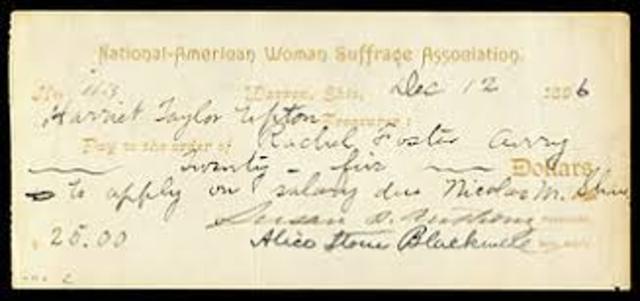 National-American Woman Suffrage Association.
No. 113 Warren, Ohio, Dec 12 1896
Harriet Taylor Upton Treasurer:
Pay to the order of Rachel Foster Avery
Twenty-five Dollars
to apply on salary due Nicolas M.
Susan B. Anthony
$25.00 Alice Stone Blackwell